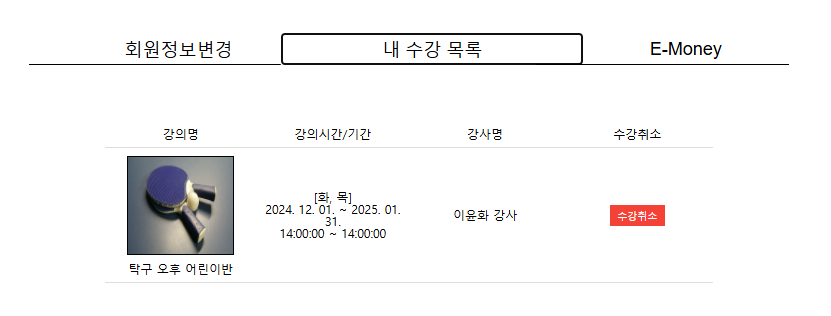 회원정보변경 내 수강 목록 E-Money
강의명 강의시간/기간 강사명 수강취소
[화, 목]
2024. 12. 01. ~ 2025. 01.
31.
14:00:00 ~ 14:00:00
이윤화 강사
수강취소
탁구 오후 어린이반